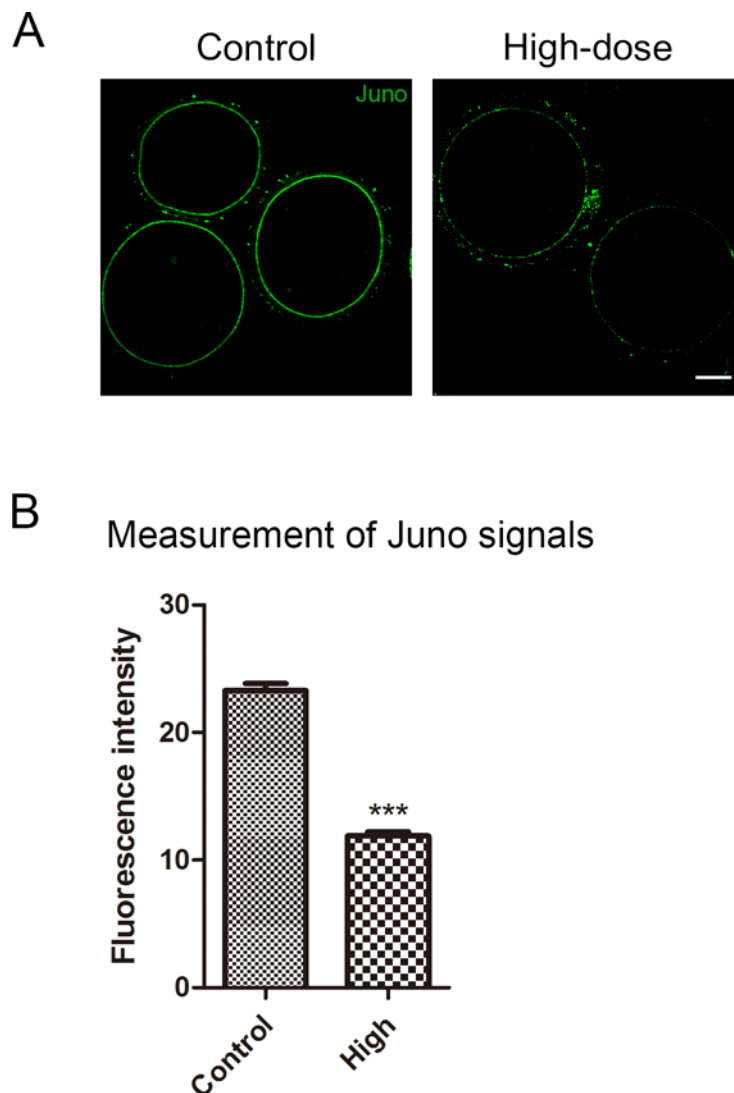 A
Control
High-dose
Juno
B
Measurement of Juno signals
Fluorescence intensity
30
20
10
0
***
Control
High